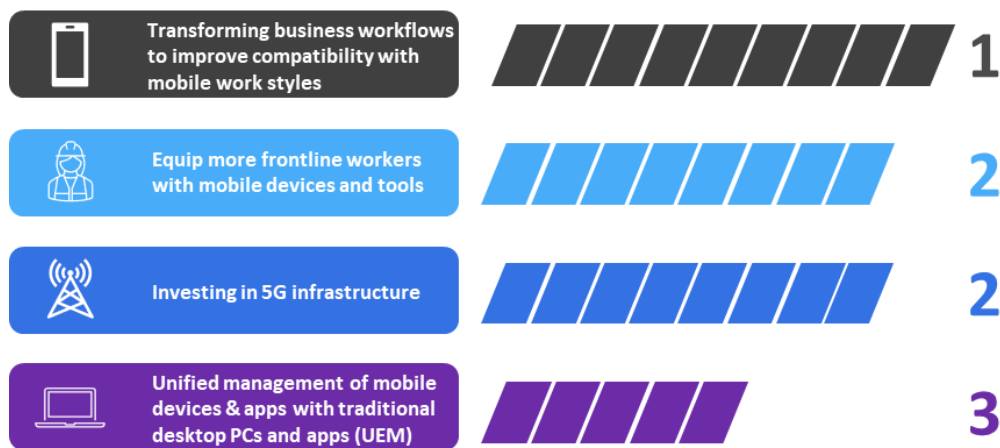 Transforming business workflows
to improve compatibility with
mobile work styles
1
Equip more frontline workers
with mobile devices and tools
2
Investing in 5G infrastructure
2
Unified management of mobile
devices & apps with traditional
desktop PCs and apps (UEM)
3